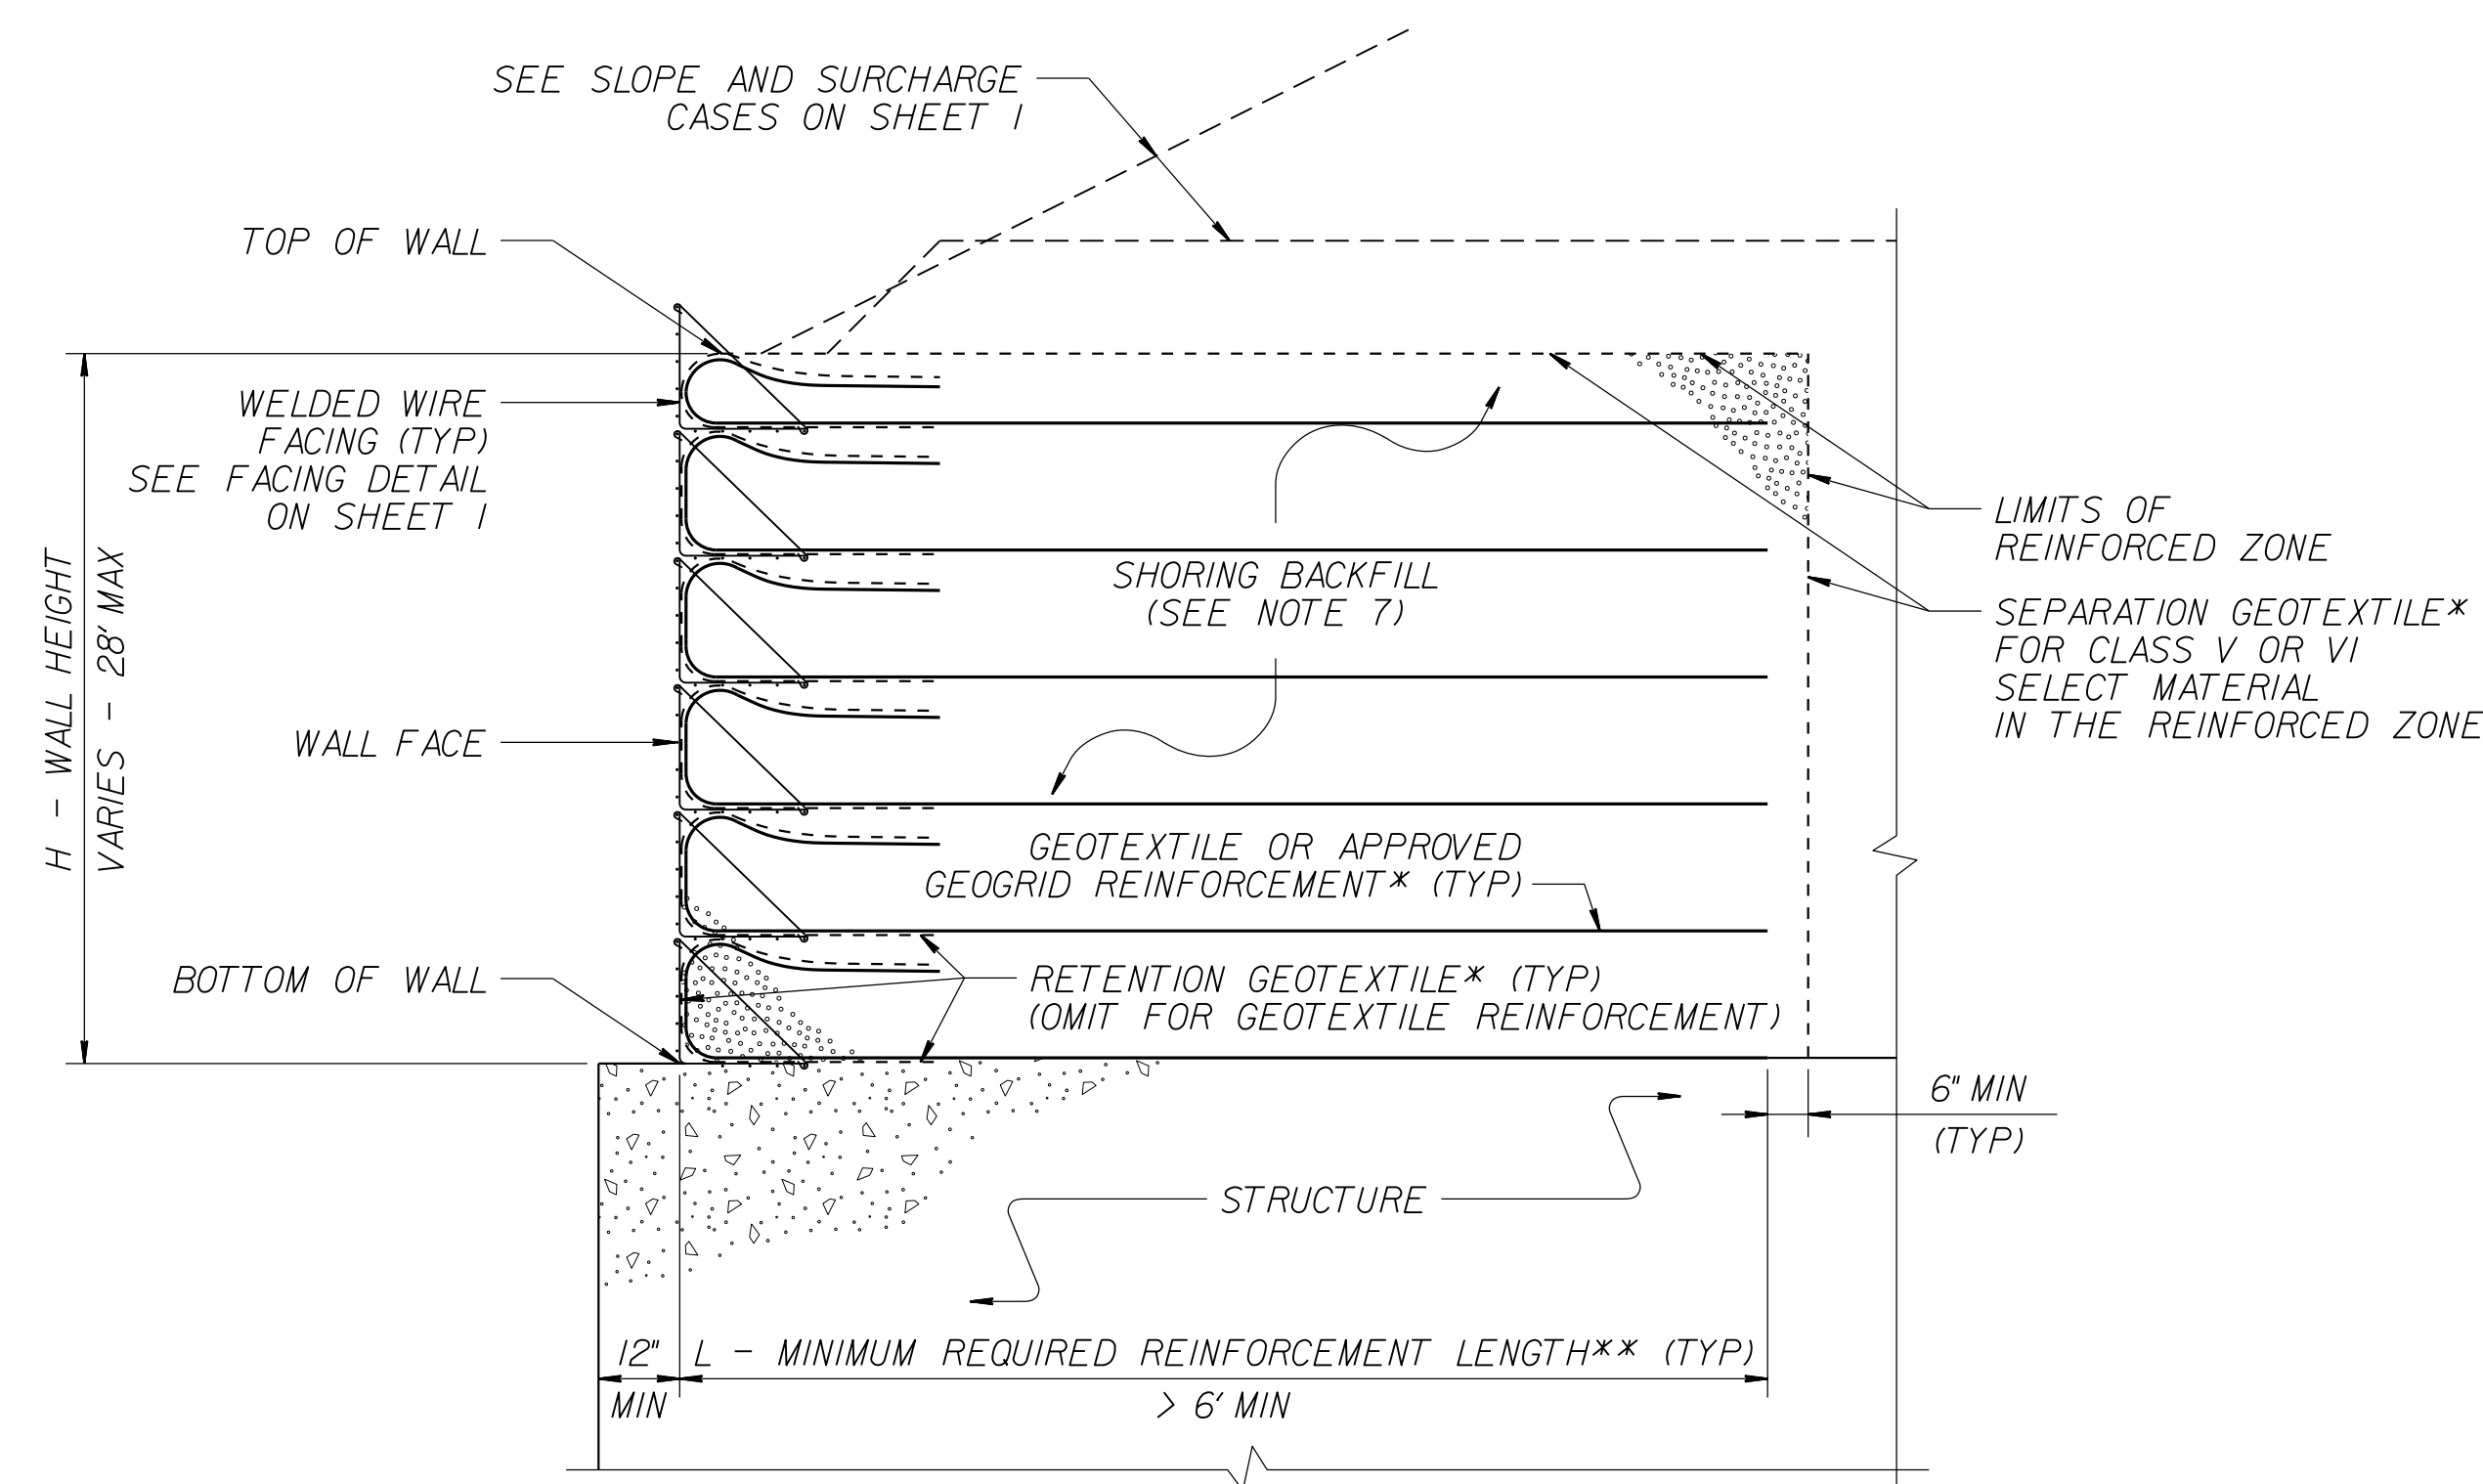 SEE SLOPE AND SURCHARGE
CASES ON SHEET 1
TOP OF WALL
WELDED WIRE
FACING (TYP)
SEE FACING DETAIL
ON SHEET 1
LIMITS OF
REINFORCED ZONE
SHORING BACKFILL
(SEE NOTE 7)
SEPARATION GEOTEXTILE*
FOR CLASS V OR VI
SELECT MATERIAL
IN THE REINFORCED ZONE
H - WALL HEIGHT
VARIES - 28' MAX
WALL FACE
GEOTEXTILE OR APPROVED
GEOGRID REINFORCEMENT* (TYP)
BOTTOM OF WALL
RETENTION GEOTEXTILE* (TYP)
(OMIT FOR GEOTEXTILE REINFORCEMENT)
6" MIN
(TYP)
STRUCTURE
12"
MIN
L - MINIMUM REQUIRED REINFORCEMENT LENGTH** (TYP)
> 6' MIN